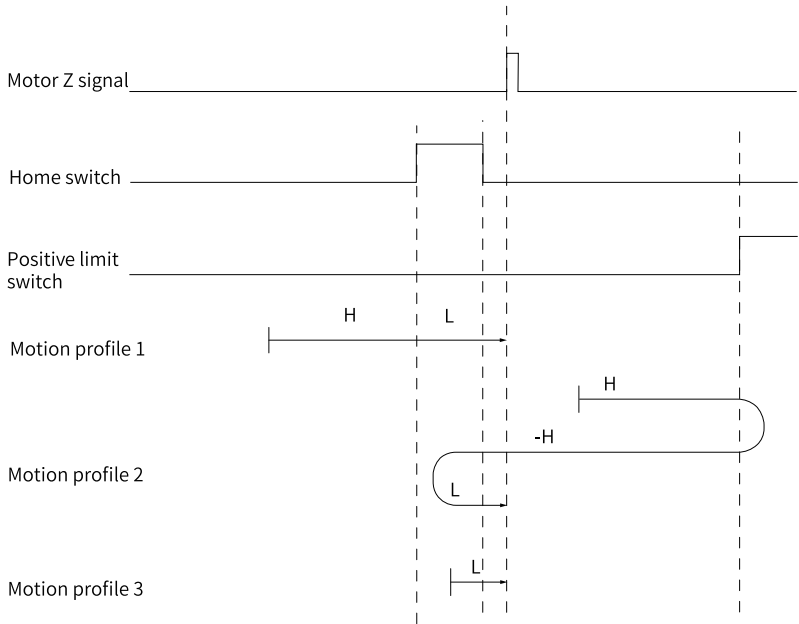 Motor Z signal
Home switch
Positive limit
switch
H L
Motion profile 1
H
-H
Motion profile 2
L
L
Motion profile 3